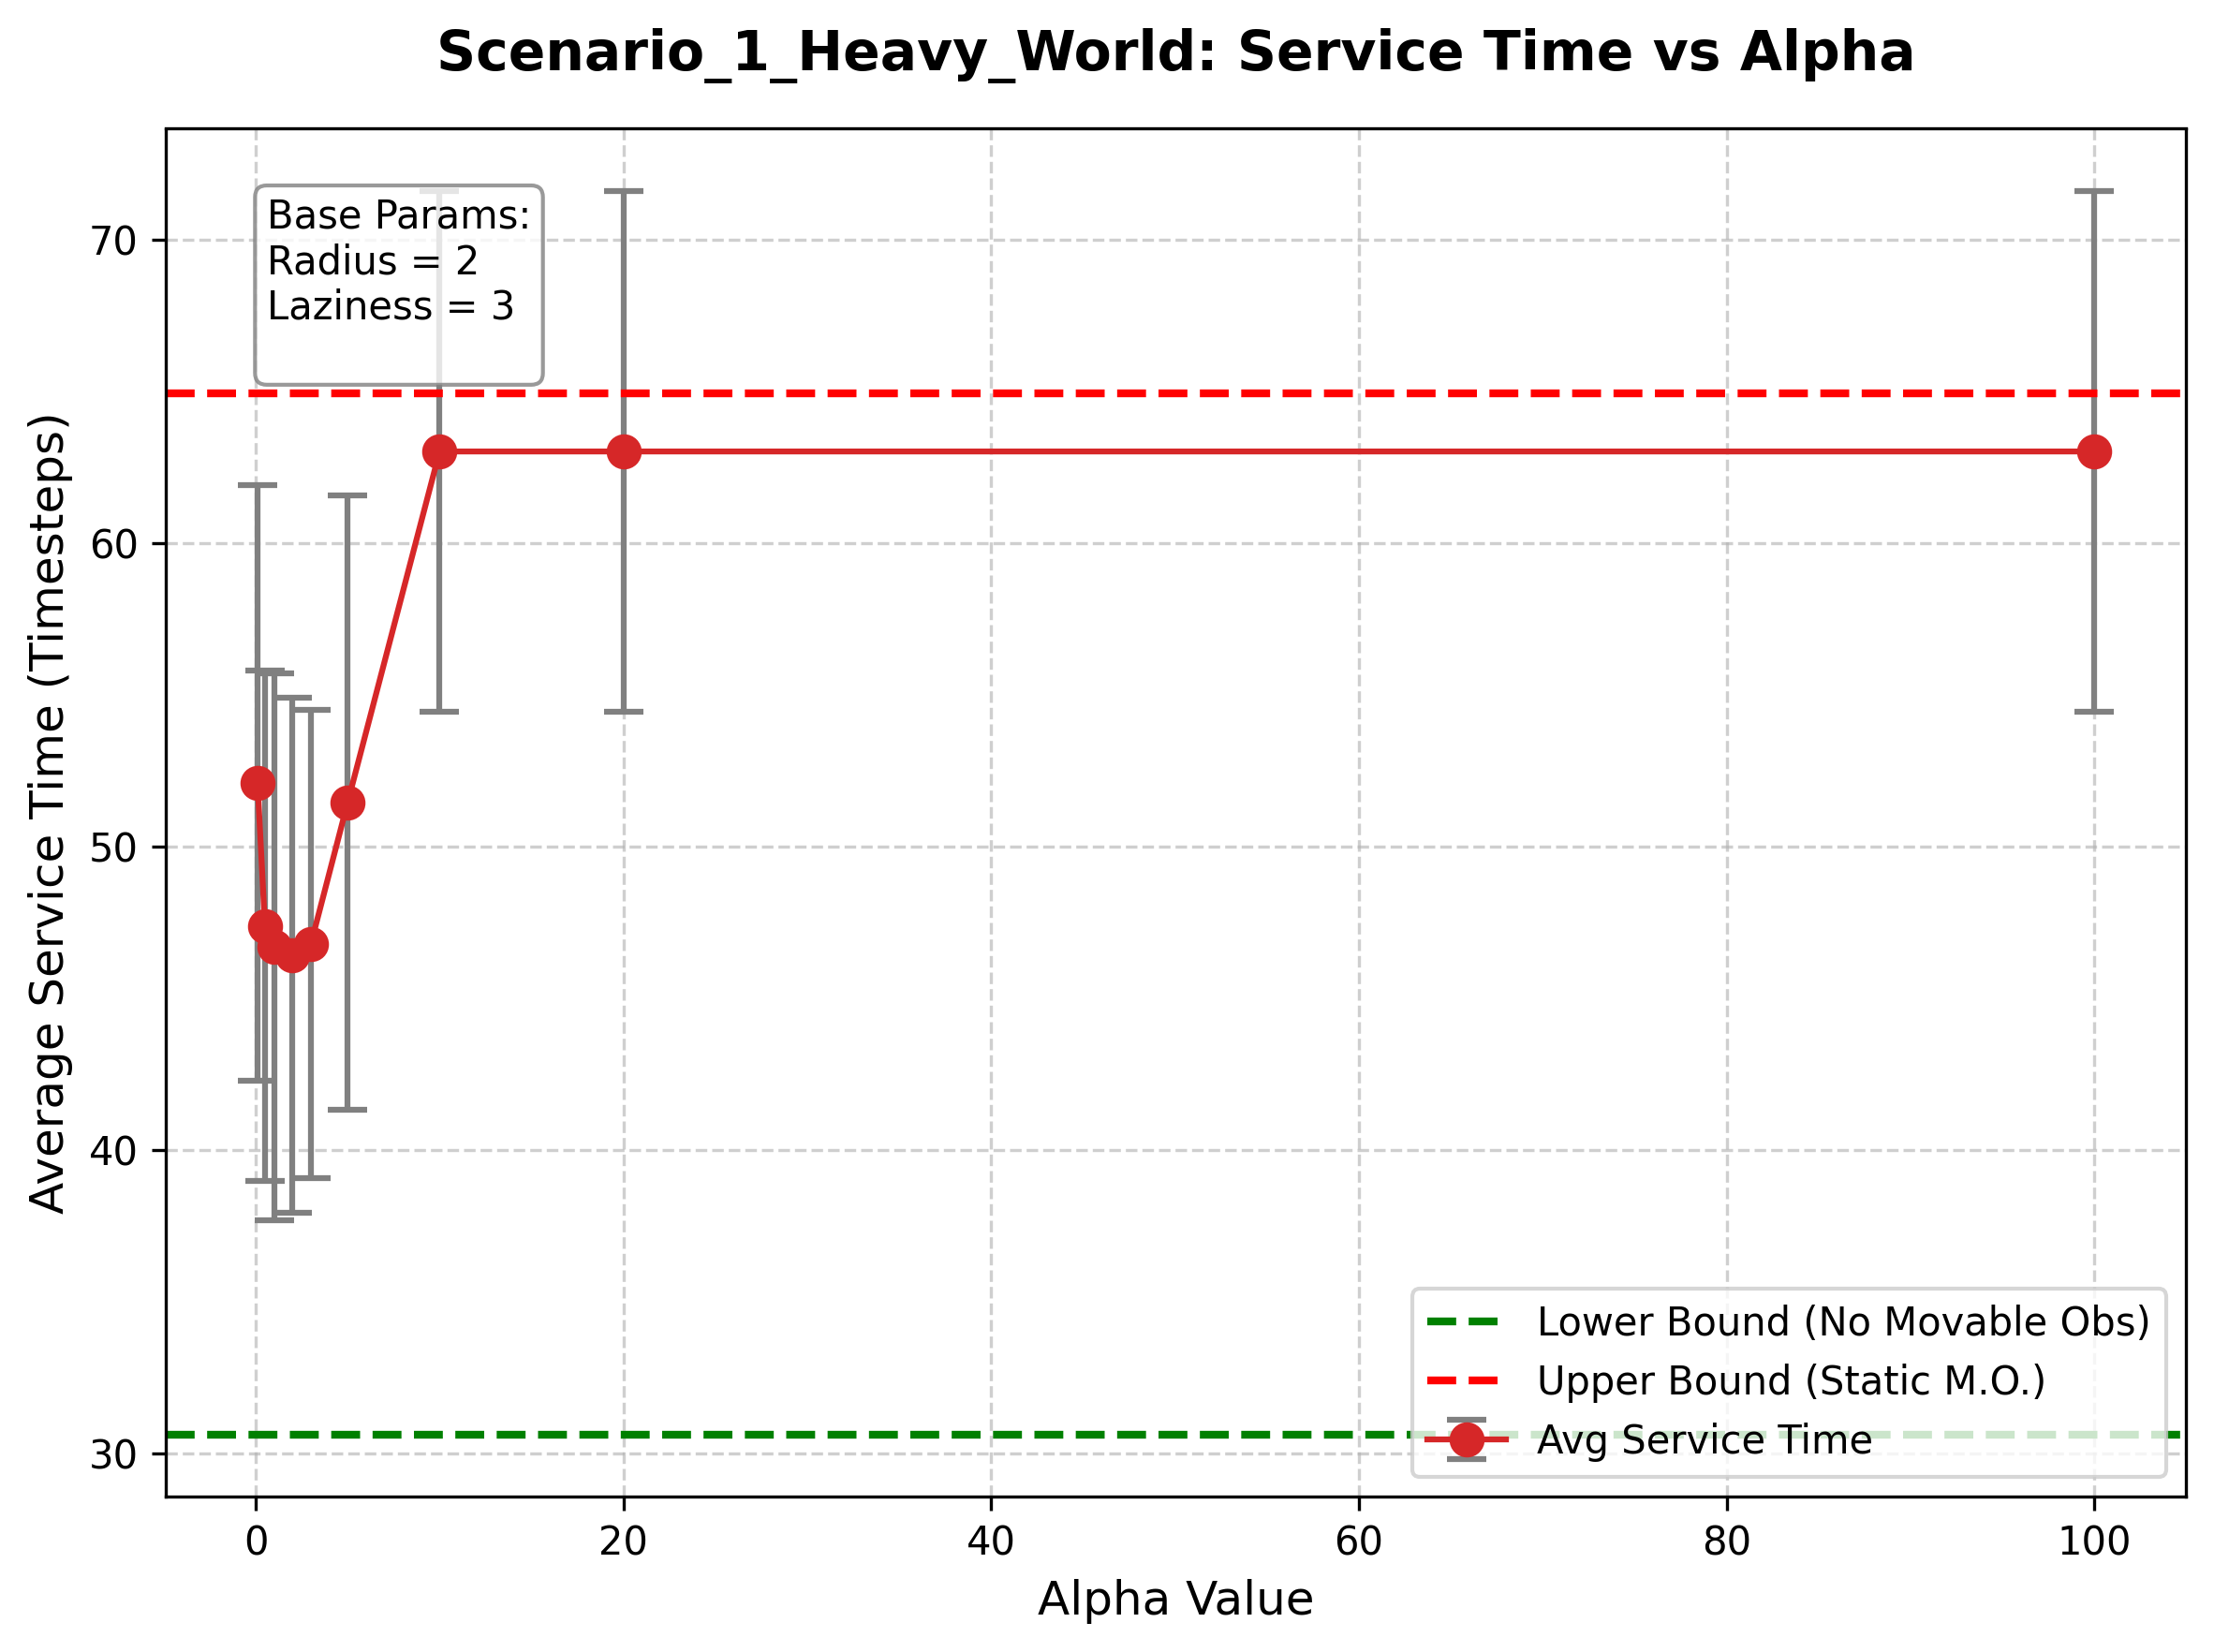 Scenario_1_Heavy_World: Service Time vs Alpha
Base Params:
Radius = 2
Laziness = 3
Average Service Time (Timesteps)
70
60
50
40
30
Lower Bound (No Movable Obs)
Upper Bound (Static M.O.)
Avg Service Time
0 20 40 60 80 100
Alpha Value